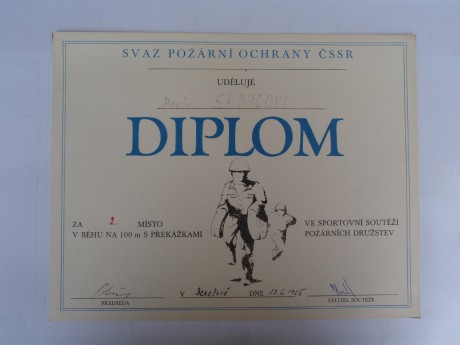 SVAZ POŽÁRNÍ OCHRANY ČSSR
UDĚLUJE
DIPLOM
ZA 2 MÍSTO
V BĚHU NA 100 m S PŘEKÁŽKAMI
VE SPORTOVNÍ SOUTĚŽI
POŽÁRNÍCH DRUŽSTEV
V DNE
PŘEDSEDA
VELITEL SOUTĚŽE